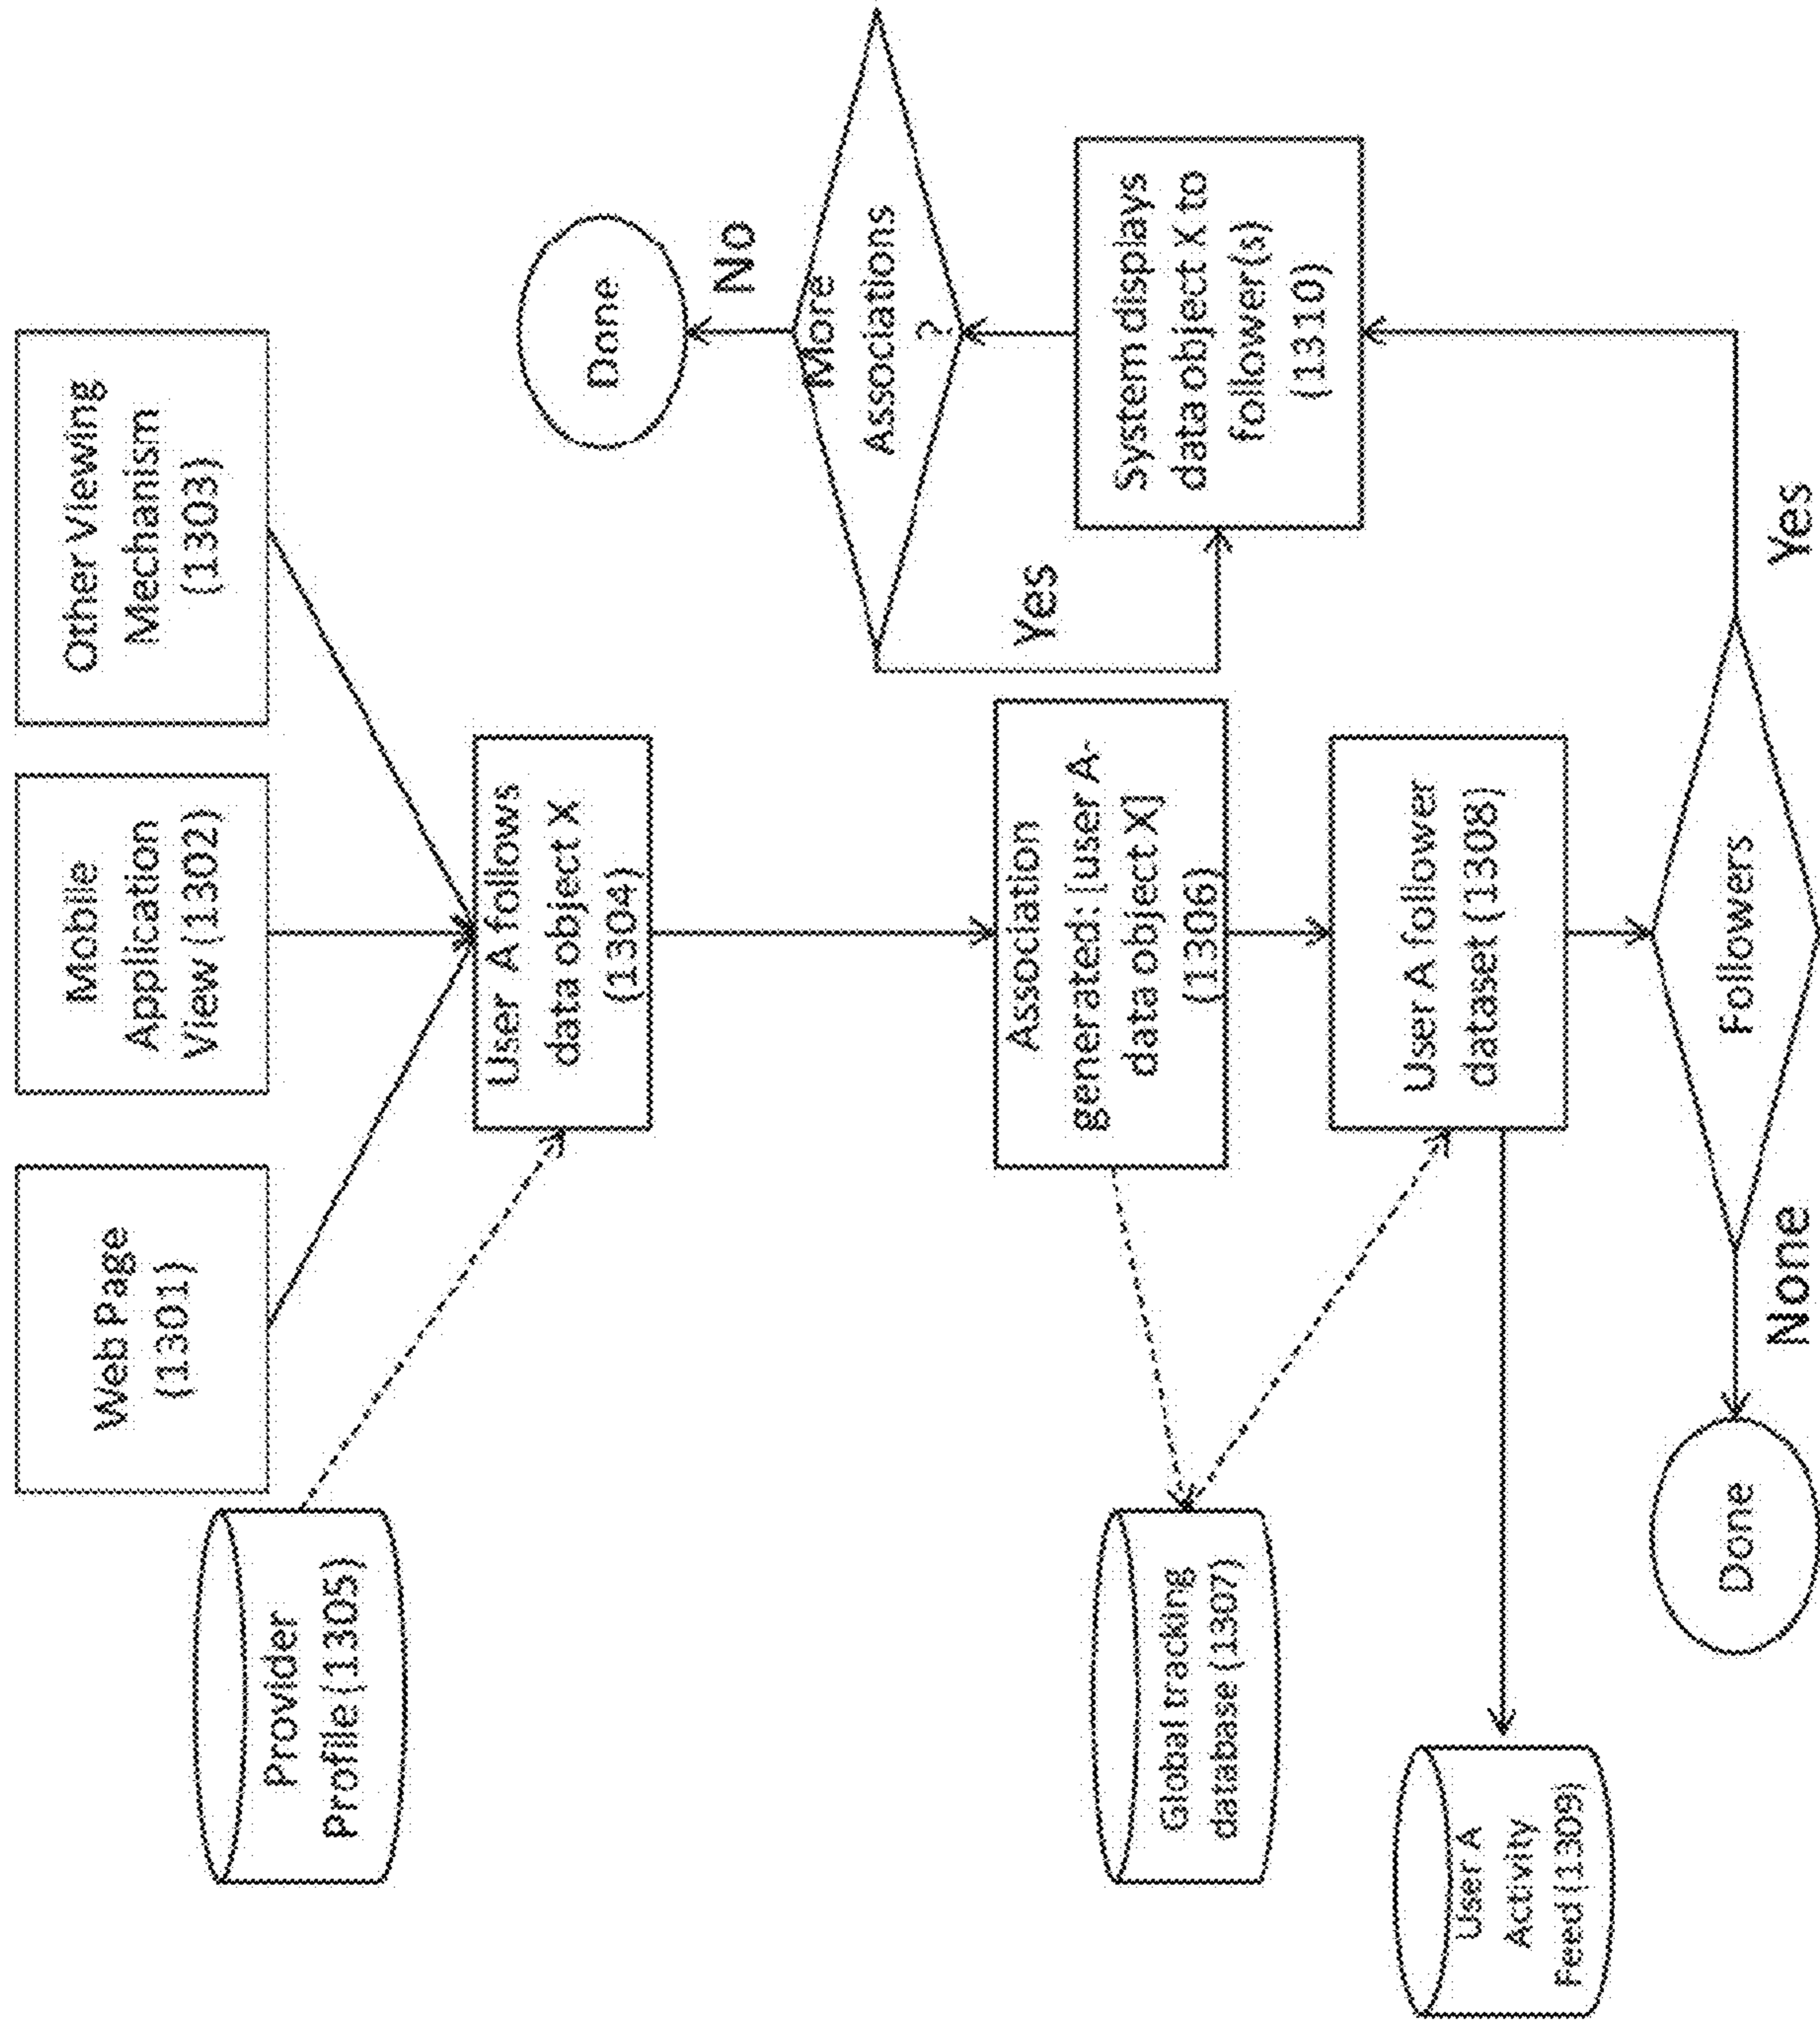 Web Page
(1301)
Mobile
Application
View (1302)
Other Viewing
Mechanism
(1303)
Provider
Profile (1305)
User A follows
data object X
(1304)
Association
generated: [user A-
data object X]
(1306)
Global tracking
database (1307)
User A follower
dataset (1308)
User A
Activity
Feed (1309)
Followers
None
Done
Yes
System displays
data object X to
follower(s)
(1310)
More
Associations
?
Yes
No
Done